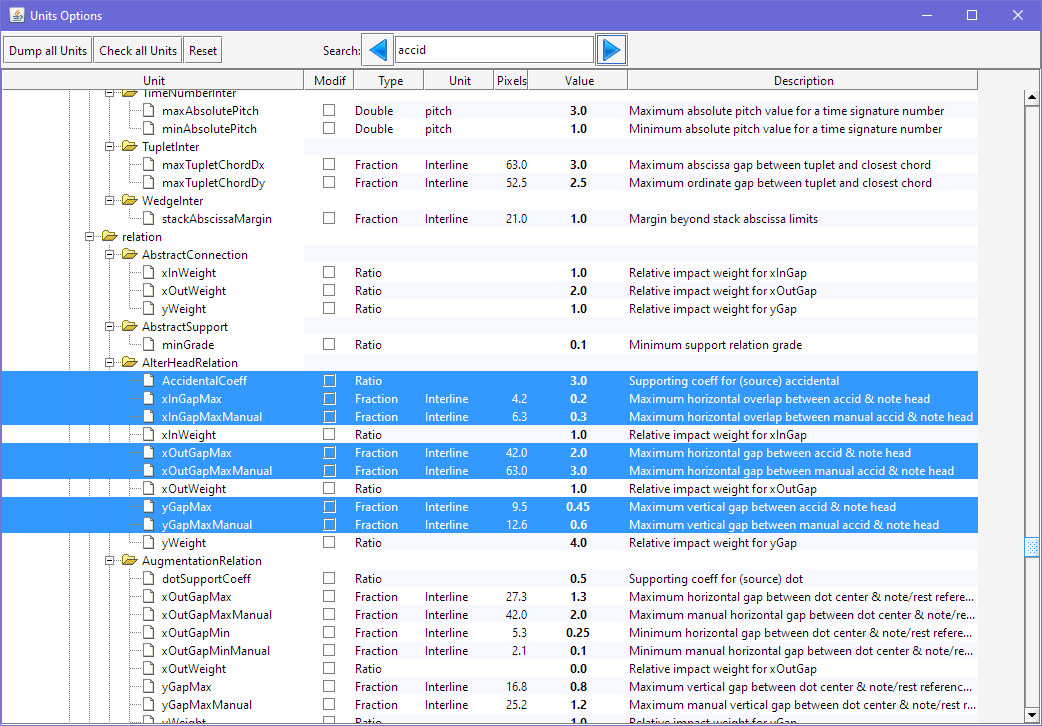 Units Options
Dump all Units Check all Units Reset Search: accid
Unit Modif Type Unit Pixels Value Description
TimeNumberInter
maxAbsolutePitch Double pitch 3.0 Maximum absolute pitch value for a time signature number
minAbsolutePitch Double pitch 1.0 Minimum absolute pitch value for a time signature number
TupletInter
maxTupletChordDx Fraction Interline 63.0 3.0 Maximum abscissa gap between tuplet and closest chord
maxTupletChordDy Fraction Interline 52.5 2.5 Maximum ordinate gap between tuplet and closest chord
WedgeInter
stackAbscissaMargin Fraction Interline 21.0 1.0 Margin beyond stack abscissa limits
relation
AbstractConnection
xInWeight Ratio 1.0 Relative impact weight for xInGap
xOutWeight Ratio 2.0 Relative impact weight for xOutGap
yWeight Ratio 1.0 Relative impact weight for yGap
AbstractSupport
minGrade Ratio 0.1 Minimum support relation grade
AlterHeadRelation
AccidentalCoeff Ratio 3.0 Supporting coeff for (source) accidental
xInGapMax Fraction Interline 4.2 0.2 Maximum horizontal overlap between accid & note head
xInGapMaxManual Fraction Interline 6.3 0.3 Maximum horizontal overlap between manual accid & note head
xInWeight Ratio 1.0 Relative impact weight for xInGap
xOutGapMax Fraction Interline 42.0 2.0 Maximum horizontal gap between accid & note head
xOutGapMaxManual Fraction Interline 63.0 3.0 Maximum horizontal gap between manual accid & note head
xOutWeight Ratio 1.0 Relative impact weight for xOutGap
yGapMax Fraction Interline 9.5 0.45 Maximum vertical gap between accid & note head
yGapMaxManual Fraction Interline 12.6 0.6 Maximum vertical gap between manual accid & note head
yWeight Ratio 4.0 Relative impact weight for yGap
AugmentationRelation
dotSupportCoeff Ratio 0.5 Supporting coeff for (source) dot
xOutGapMax Fraction Interline 27.3 1.3 Maximum horizontal gap between dot center & note/rest refere...
xOutGapMaxManual Fraction Interline 42.0 2.0 Maximum manual horizontal gap between dot center & note/re...
xOutGapMin Fraction Interline 5.3 0.25 Minimum horizontal gap between dot center & note/rest refere...
xOutGapMinManual Fraction Interline 2.1 0.1 Minimum manual horizontal gap between dot center & note/re...
xOutWeight Ratio 0.0 Relative impact weight for xOutGap
yGapMax Fraction Interline 16.8 0.8 Maximum vertical gap between dot center & note/rest referenc...
yGapMaxManual Fraction Interline 25.2 1.2 Maximum manual vertical gap between dot center & note/rest r...
yWeight Ratio 1.0 Relative impact weight for yGap